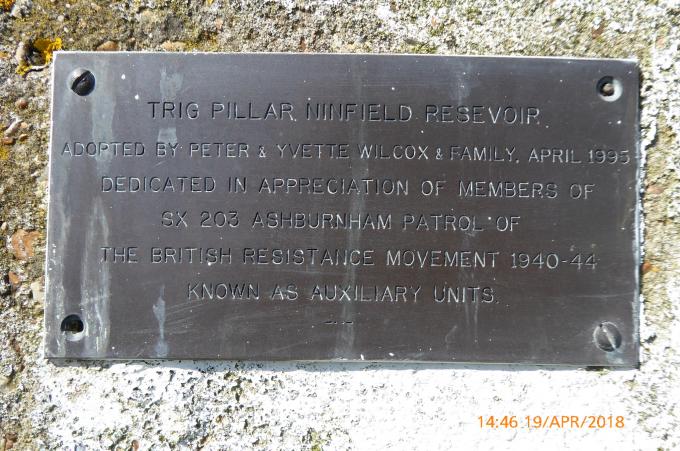 TRIG PILLAR NINFIELD RESEVOIR
ADOPTED BY PETER & YVETTE WILCOX & FAMILY, APRIL 1995
DEDICATED IN APPRECIATION OF MEMBERS OF
SX 203 ASHBURNHAM PATROL OF
THE BRITISH RESISTANCE MOVEMENT 1940-44
KNOWN AS AUXILIARY UNITS.
14:46 19/APR/2018